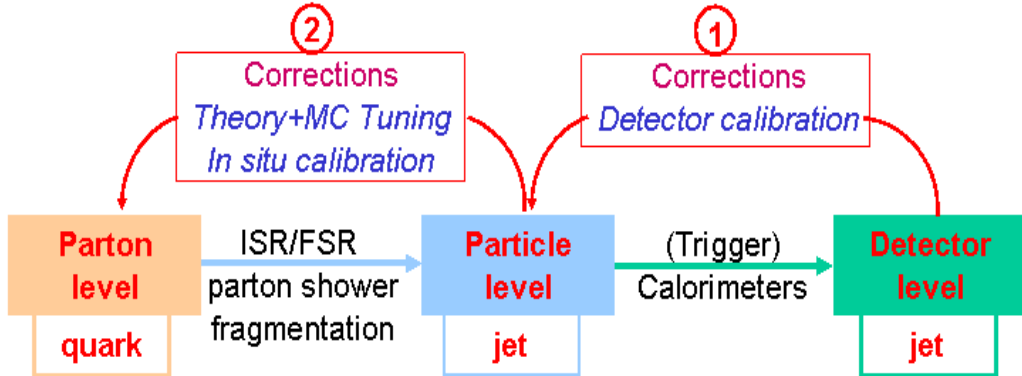 2
1
Corrections
Theory+MC Tuning
In situ calibration
Corrections
Detector calibration
Parton
level
quark
ISR/FSR
parton shower
fragmentation
Particle
level
jet
(Trigger)
Calorimeters
Detector
level
jet